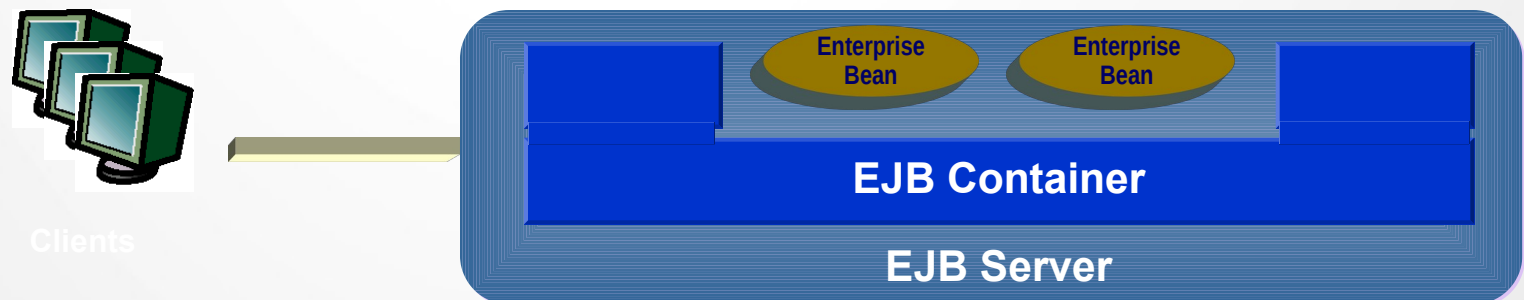 Enterprise
Bean
Enterprise
Bean
EJB Container
Clients
EJB Server